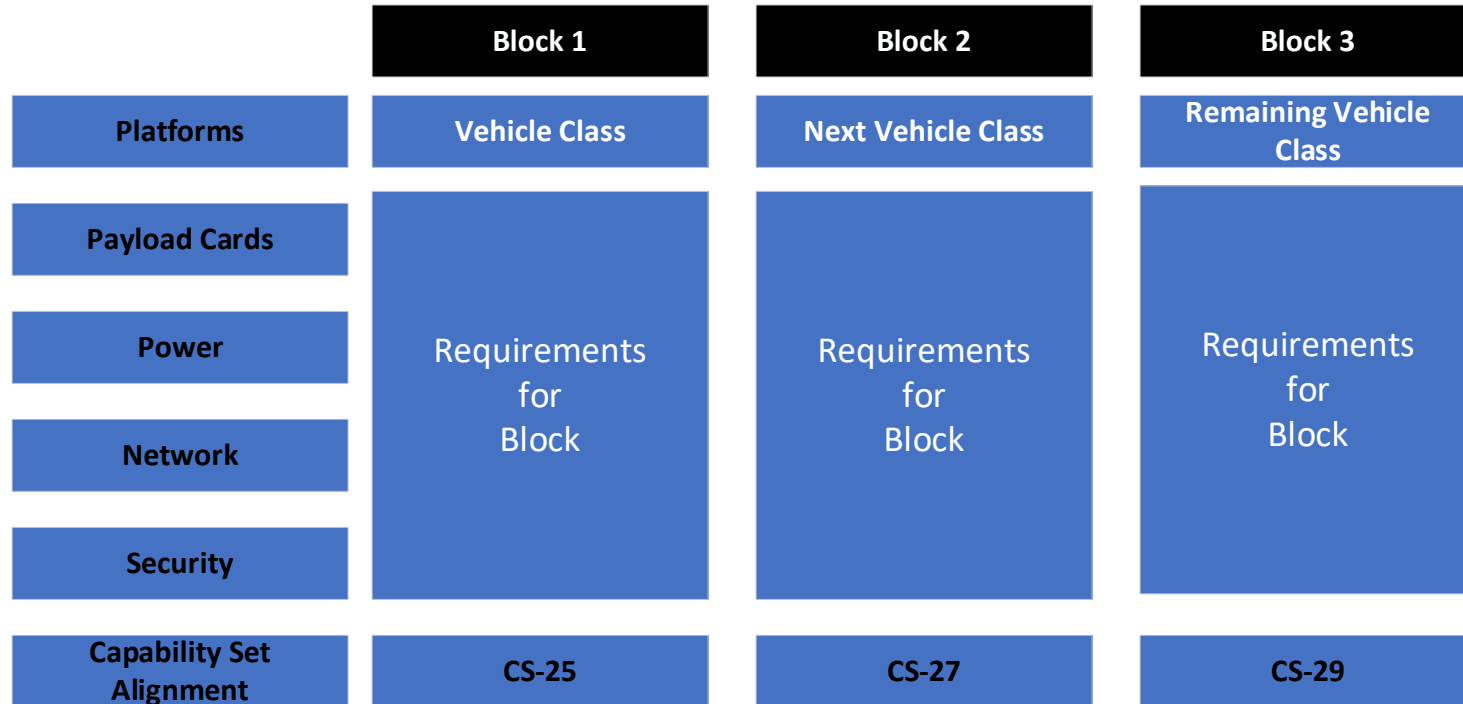 Block 1
Block 2
Block 3
Platforms
Vehicle Class
Next Vehicle Class
Remaining Vehicle
Class
Payload Cards
Power
Network
Security
Requirements
for
Block
Requirements
for
Block
Requirements
for
Block
Capability Set
Alignment
CS-25
CS-27
CS-29